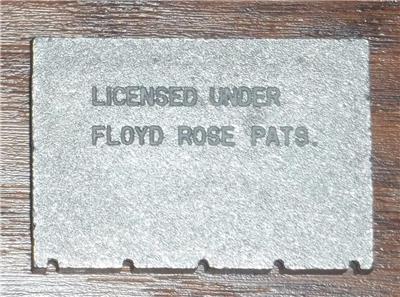 LICENSED UNDER
FLOYD ROSE PATS.